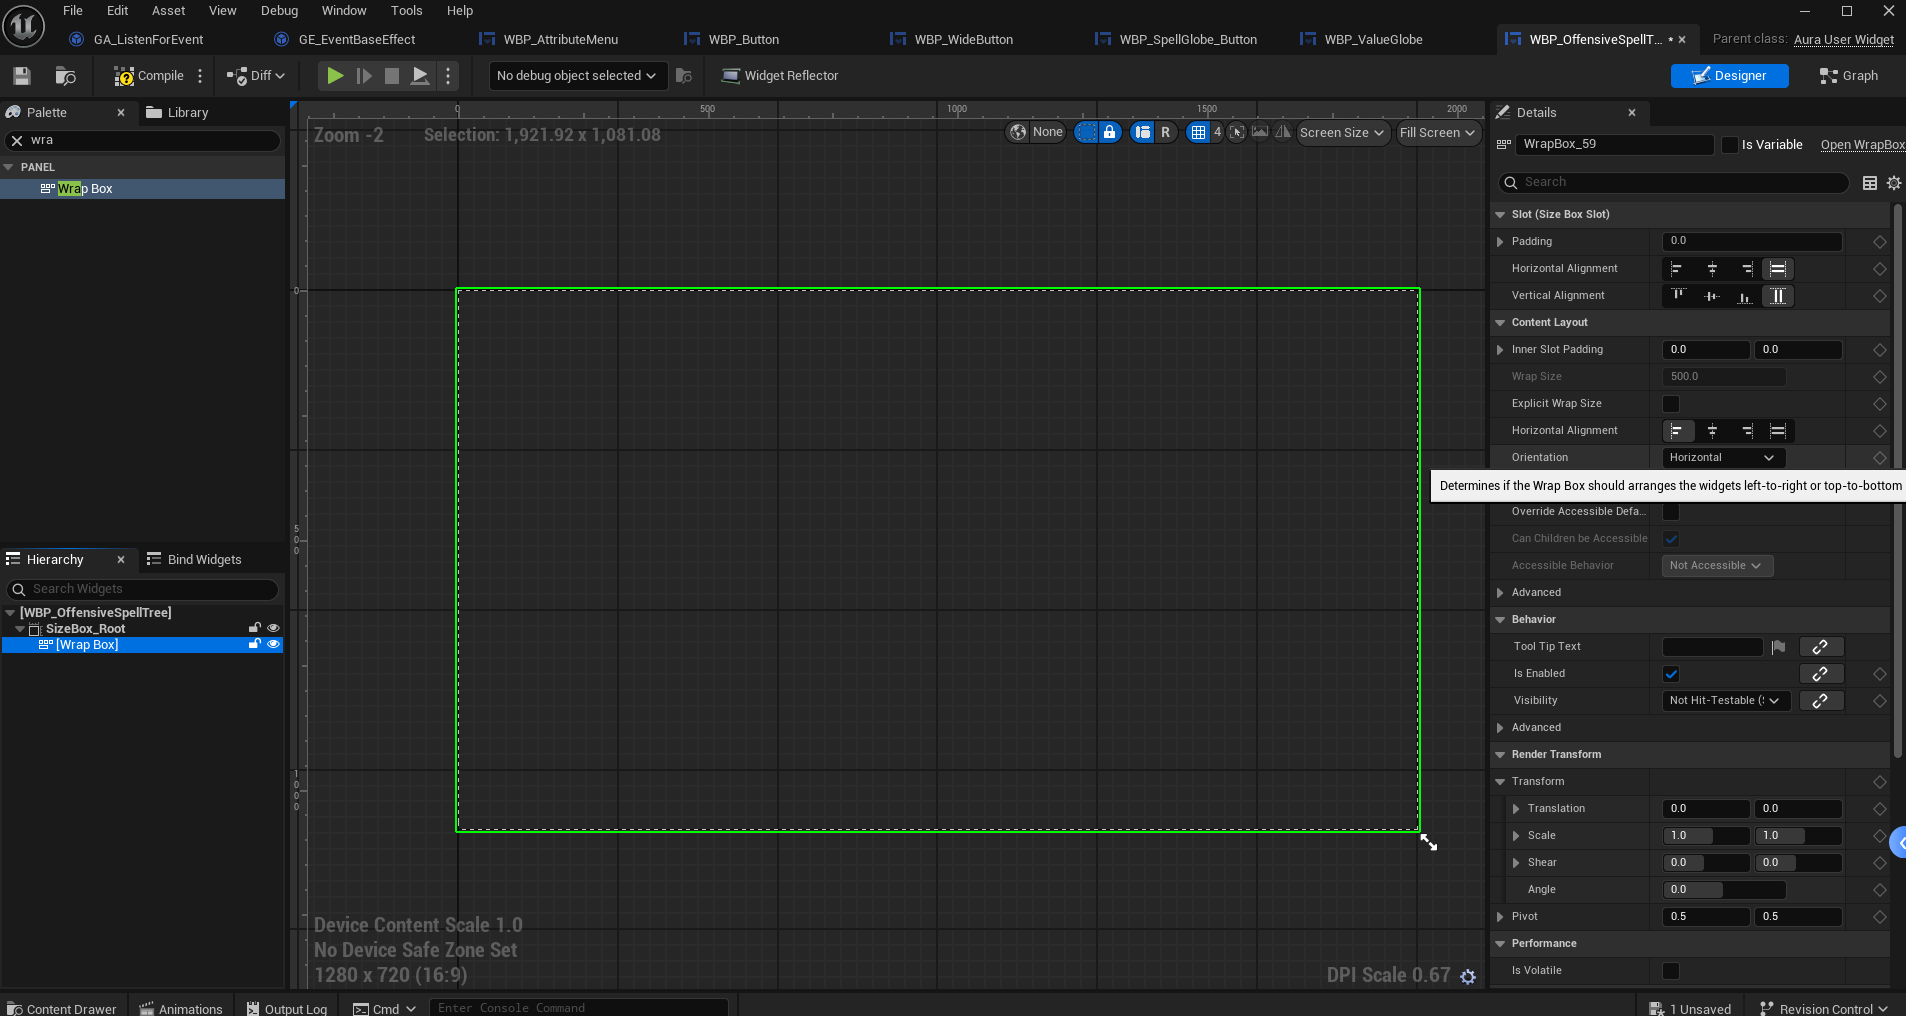 File Edit Asset View Debug Window Tools Help
GA_ListenForEvent GE_EventBaseEffect WBP_AttributeMenu WBP_Button WBP_WideButton WBP_SpellGlobe_Button WBP_ValueGlobe WBP_OffensiveSpellT... • Parent class: Aura User Widget
Compile Diff No debug object selected Widget Reflector Designer Graph
Palette Library
wra
PANEL
Wrap Box
Hierarchy Bind Widgets
Search Widgets
[WBP_OffensiveSpellTree]
SizeBox_Root
[Wrap Box]
0 500 1000 1500 2000
Zoom -2 Selection: 1,921.92 x 1,081.08
None R 4 Screen Size Fill Screen
0
500
1000
Device Content Scale 1.0
No Device Safe Zone Set
1280 x 720 (16:9)
DPI Scale 0.67
Details
WrapBox_59 Is Variable Open WrapBox
Search
Slot (Size Box Slot)
Padding 0.0
Horizontal Alignment
Vertical Alignment
Content Layout
Inner Slot Padding 0.0 0.0
Wrap Size 500.0
Explicit Wrap Size
Horizontal Alignment
Orientation Horizontal
Determines if the Wrap Box should arranges the widgets left-to-right or top-to-bottom
Override Accessible Defa...
Can Children be Accessible
Accessible Behavior Not Accessible
Advanced
Behavior
Tool Tip Text
Is Enabled
Visibility Not Hit-Testable (
Advanced
Render Transform
Transform
Translation 0.0 0.0
Scale 1.0 1.0
Shear 0.0 0.0
Angle 0.0
Pivot 0.5 0.5
Performance
Is Volatile
Content Drawer Animations Output Log Cmd Enter Console Command 1 Unsaved Revision Control